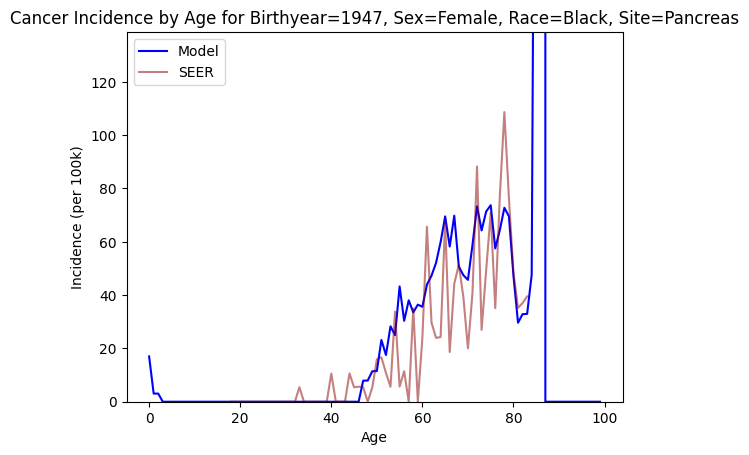 Cancer Incidence by Age for Birthyear=1947, Sex=Female, Race=Black, Site=Pancreas
Model
SEER
120
100
80
60
40
20
0
Incidence (per 100k)
0 20 40 60 80 100
Age